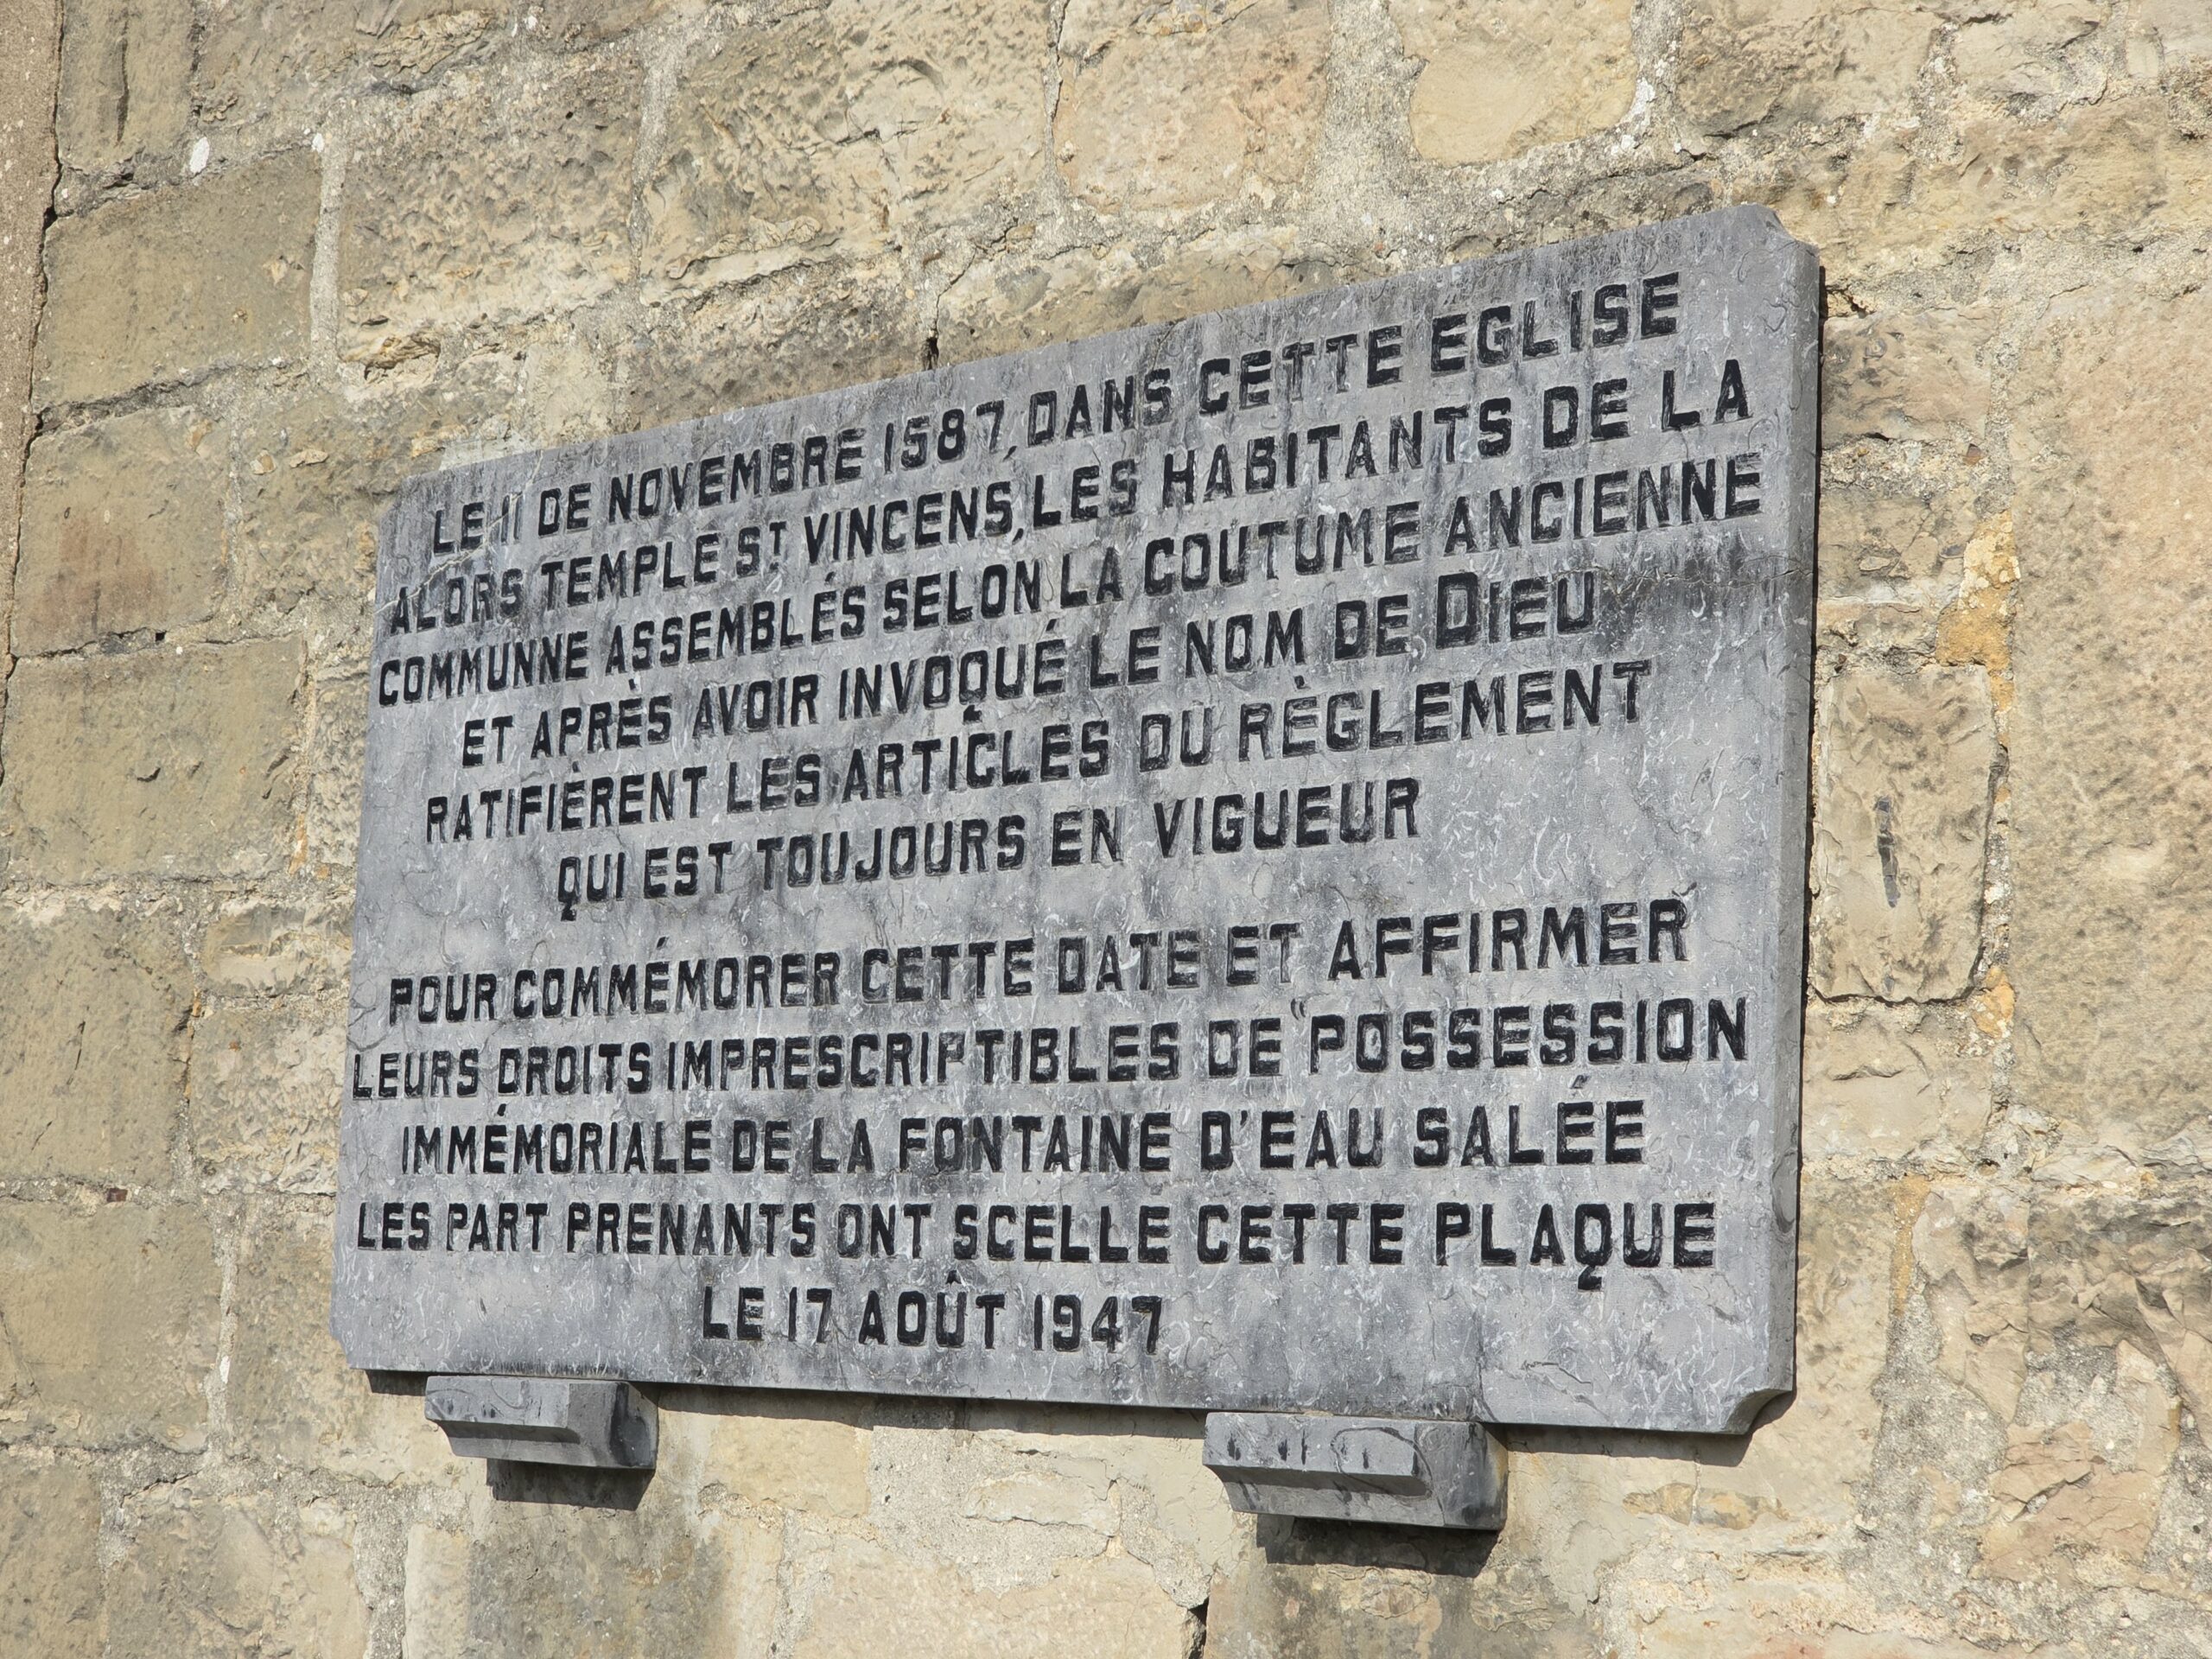 LE 11 DE NOVEMBRE 1587, DANS CETTE EGLISE
ALORS TEMPLE ST VINCENS, LES HABITANTS DE LA
COMMUNNE ASSEMBLÉS SELON LA COUTUME ANCIENNE
ET APRÈS AVOIR INVOQUÉ LE NOM DE DIEU
RATIFIÈRENT LES ARTICLES DU RÈGLEMENT
QUI EST TOUJOURS EN VIGUEUR
POUR COMMÉMORER CETTE DATE ET AFFIRMER
LEURS DROITS IMPRESCRIPTIBLES DE "POSSESSION
IMMÉMORIALE DE LA FONTAINE D'EAU SALÉE
LES PART PRENANTS ONT SCELLE CETTE PLAQUE
LE 17 AOÛT 1947